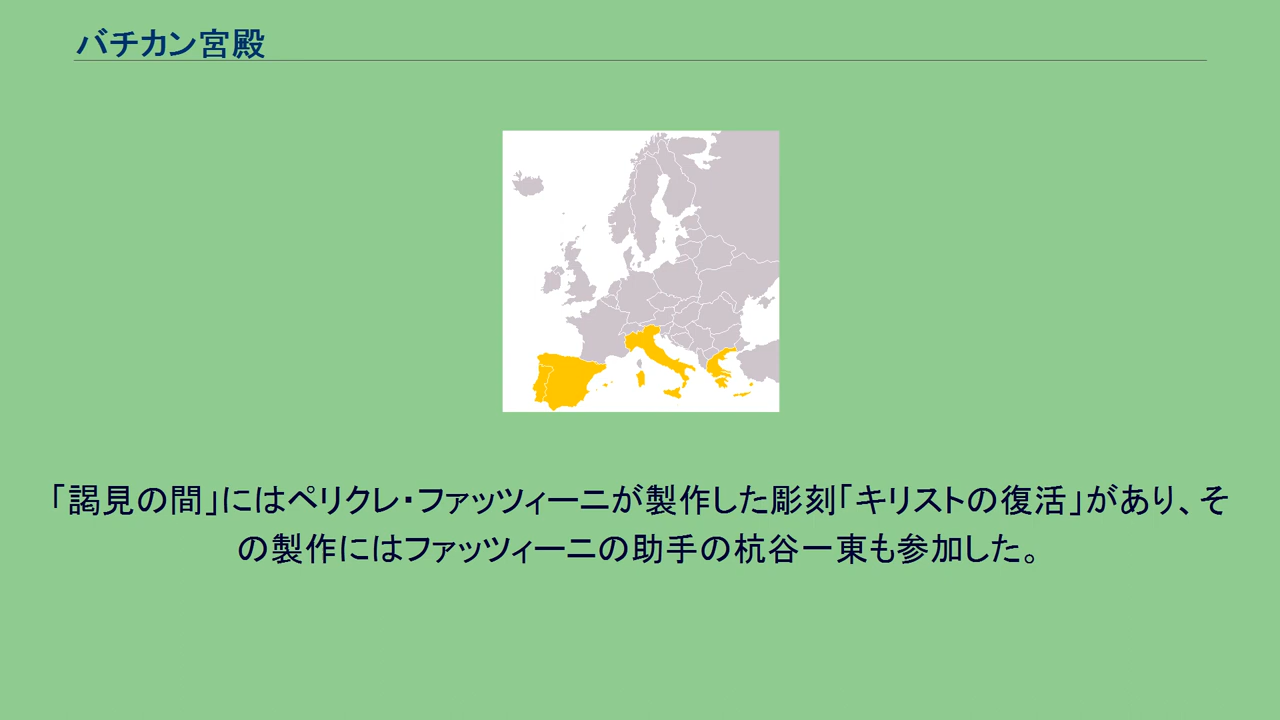 バチカン宮殿
「謁見の間」にはペリクレ・ファッツィーニが製作した彫刻「キリストの復活」があり、そ
の製作にはファッツィーニの助手の杭谷一東も参加した。